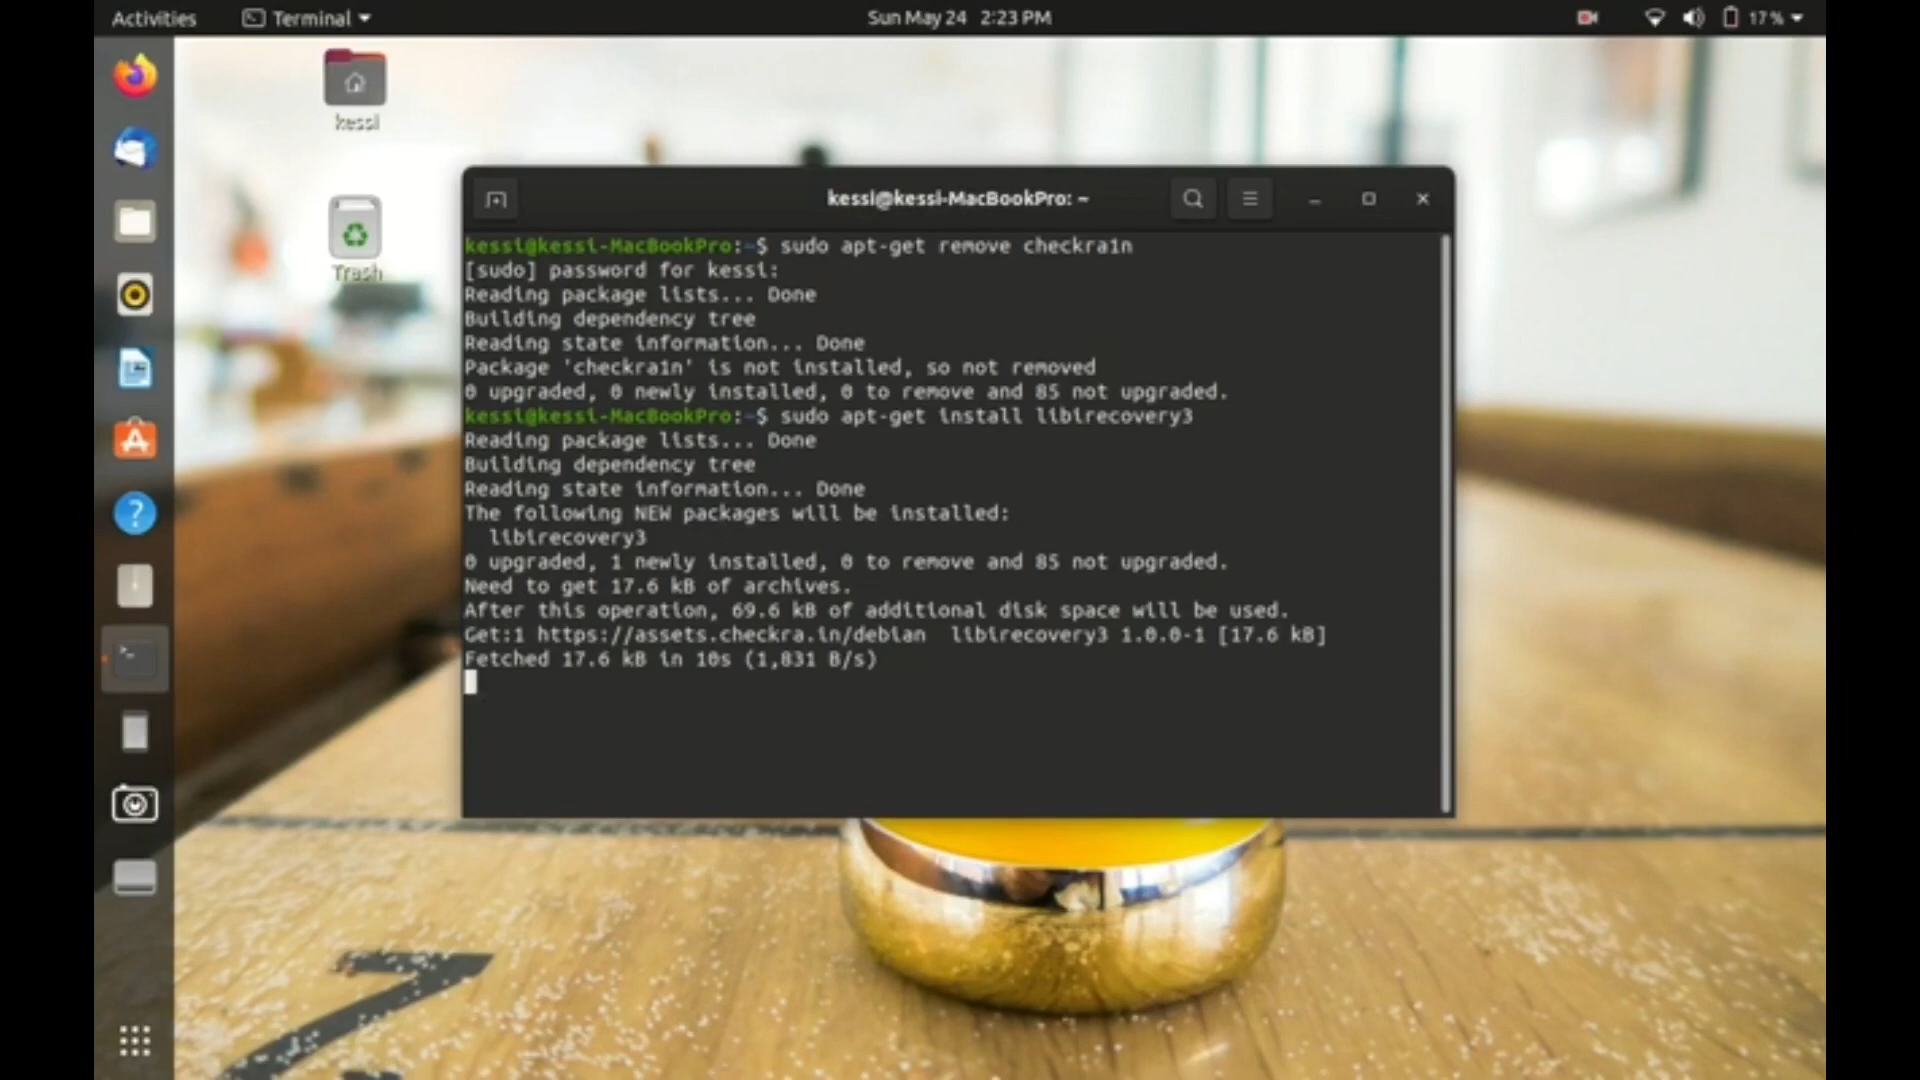 Activities Terminal Sun May 24 2:23 PM 17%
kessi
Trash
kessi@kessi-MacBookPro: ~
kessi@kessi-MacBookPro:~$ sudo apt-get remove checkra1n
[sudo] password for kessi:
Reading package lists... Done
Building dependency tree
Reading state information... Done
Package 'checkra1n' is not installed, so not removed
0 upgraded, 0 newly installed, 0 to remove and 85 not upgraded.
kessi@kessi-MacBookPro:~$ sudo apt-get install libirecovery3
Reading package lists... Done
Building dependency tree
Reading state information... Done
The following NEW packages will be installed:
libirecovery3
0 upgraded, 1 newly installed, 0 to remove and 85 not upgraded.
Need to get 17.6 kB of archives.
After this operation, 69.6 kB of additional disk space will be used.
Get:1 https://assets.checkra.in/debian  libirecovery3 1.0.0-1 [17.6 kB]
Fetched 17.6 kB in 10s (1,831 B/s)